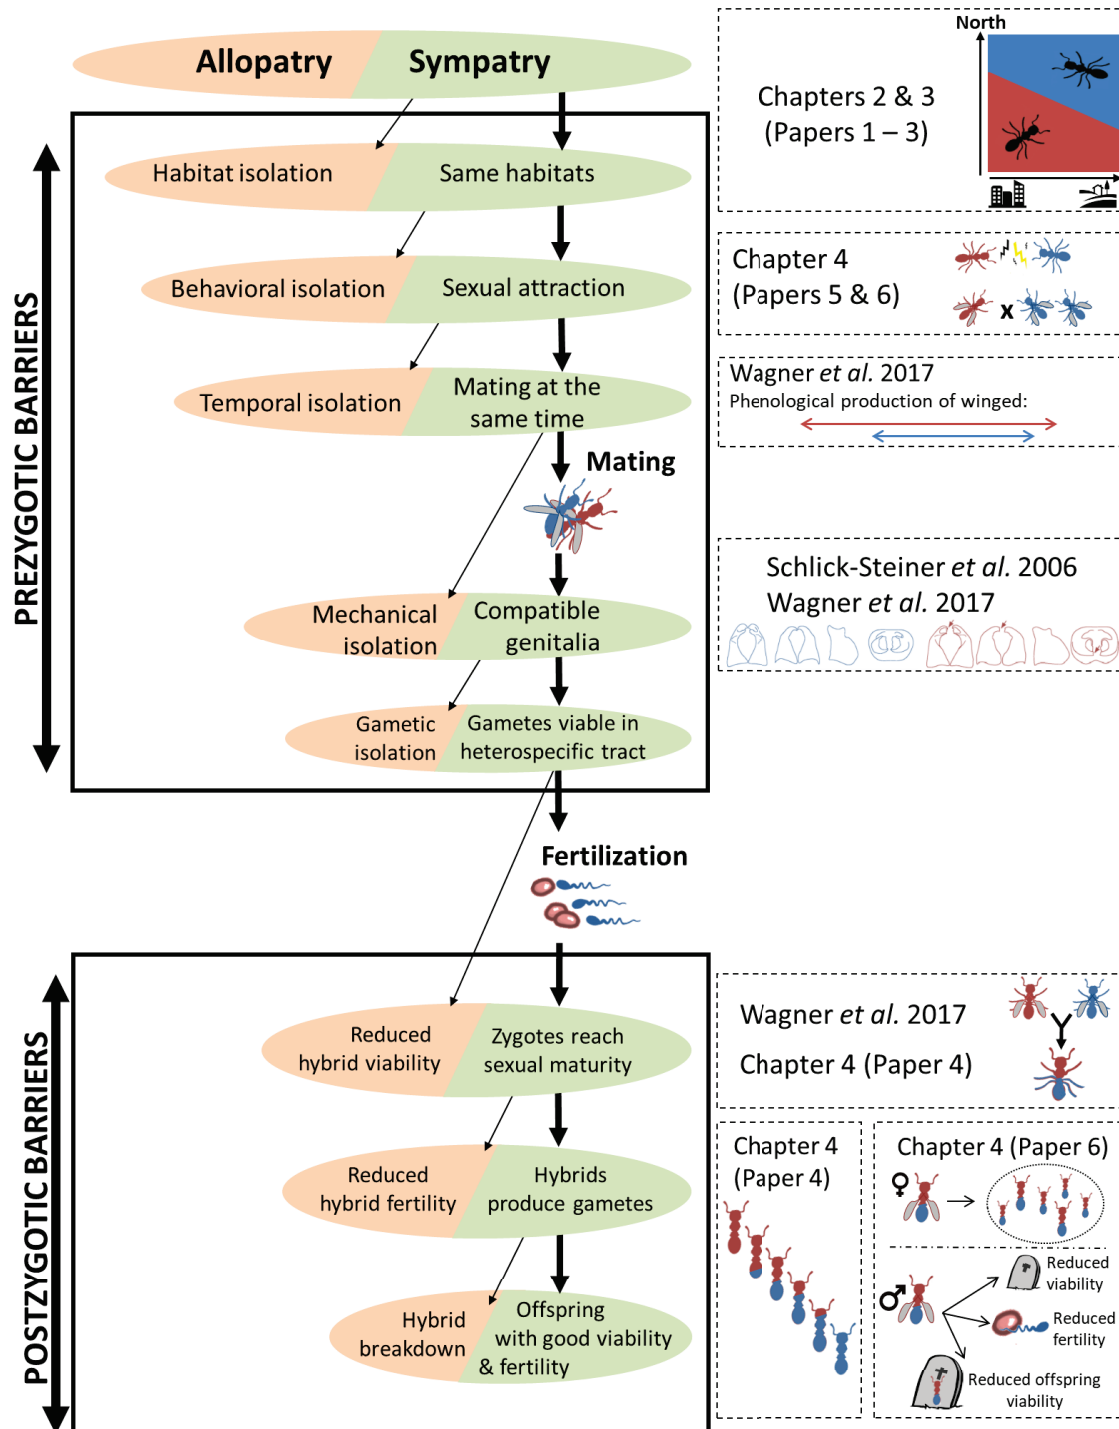 Allopatry Sympatry
PREZYGOTIC BARRIERS
Habitat isolation Same habitats
Behavioral isolation Sexual attraction
Temporal isolation Mating at the
same time
Mating
Mechanical
isolation
Compatible
genitalia
Gametic
isolation
Gametes viable in
heterospecific tract
Fertilization
POSTZYGOTIC BARRIERS
Reduced
hybrid viability
Zygotes reach
sexual maturity
Reduced
hybrid fertility
Hybrids
produce gametes
Hybrid
breakdown
Offspring
with good viability
& fertility
North
Chapters 2 & 3
(Papers 1 – 3)
Chapter 4
(Papers 5 & 6)
x
Wagner et al. 2017
Phenological production of winged:
Schlick-Steiner et al. 2006
Wagner et al. 2017
Wagner et al. 2017
Chapter 4 (Paper 4)
Chapter 4
(Paper 4)
Chapter 4 (Paper 6)
♀
♂
Reduced
viability
Reduced
fertility
Reduced offspring
viability